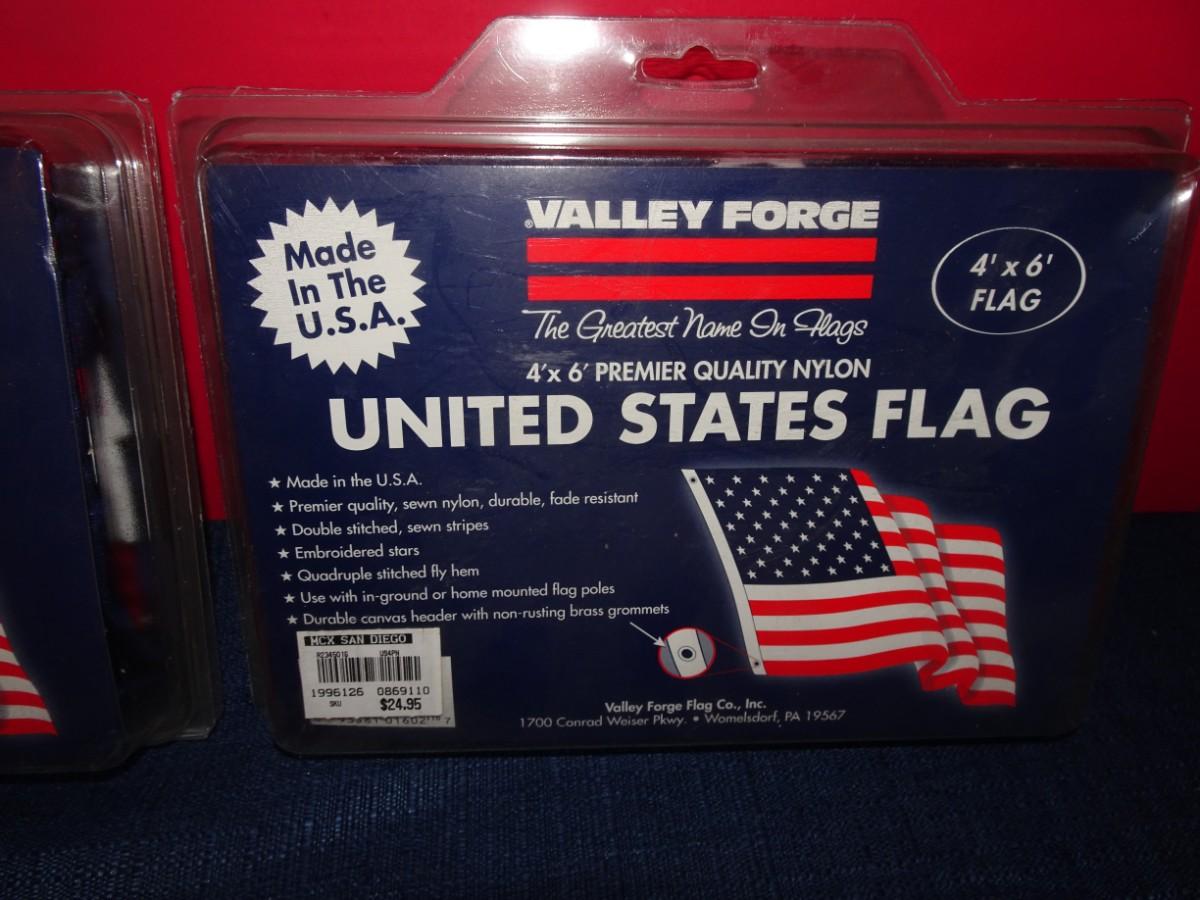 Made
In The
U.S.A.
®VALLEY FORGE
The Greatest Name In Flags
4' x 6'
FLAG
4'x 6' PREMIER QUALITY NYLON
UNITED STATES FLAG
★ Made in the U.S.A.
★ Premier quality, sewn nylon, durable, fade resistant
★ Double stitched, sewn stripes
★ Embroidered stars
★ Quadruple stitched fly hem
★ Use with in-ground or home mounted flag poles
★ Durable canvas header with non-rusting brass grommets
MCX SAN DIEGO
US4PN
1996126 0869110
SKU $24.95
Valley Forge Flag Co., Inc.
1700 Conrad Weiser Pkwy. • Womelsdorf, PA 19567